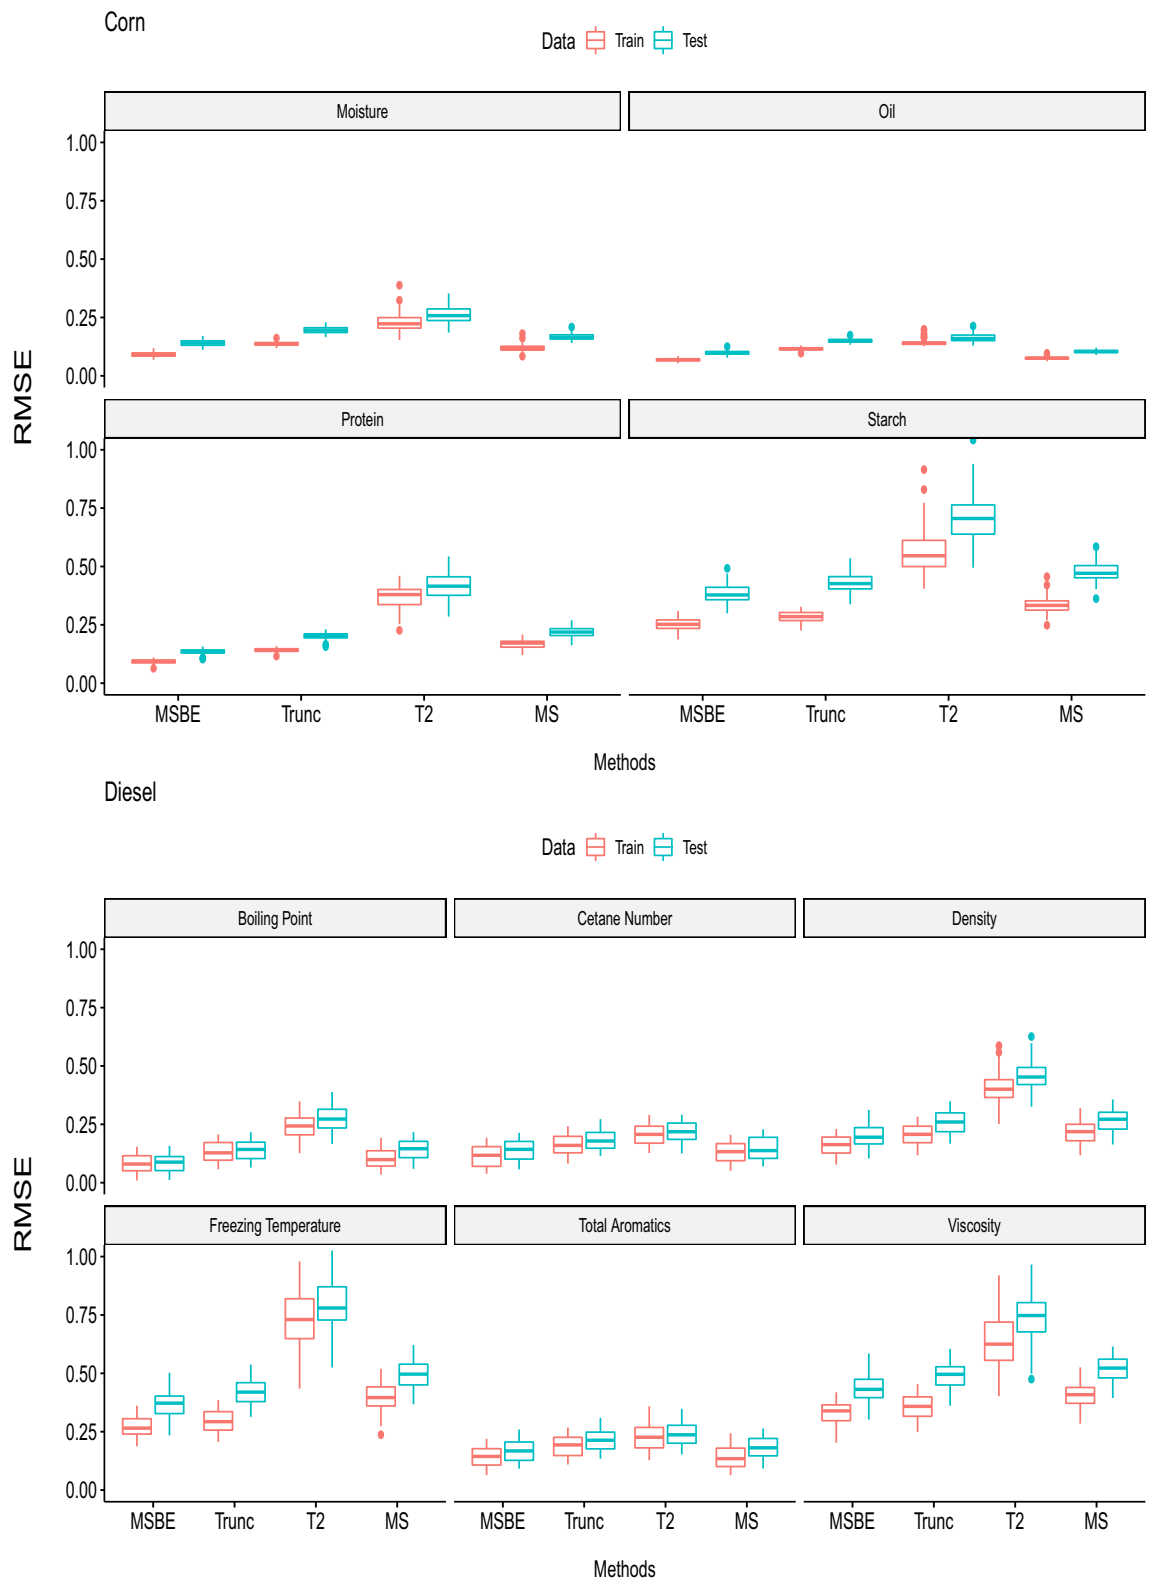 Corn
Data Train Test
Moisture Oil
1.00
0.75
0.50
0.25
0.00
Protein Starch
1.00
0.75
0.50
0.25
0.00
RMSE
MSBE Trunc T2 MS MSBE Trunc T2 MS
Methods
Diesel
Data Train Test
Boiling Point Cetane Number Density
1.00
0.75
0.50
0.25
0.00
Freezing Temperature Total Aromatics Viscosity
1.00
0.75
0.50
0.25
0.00
RMSE
MSBE Trunc T2 MS MSBE Trunc T2 MS MSBE Trunc T2 MS
Methods